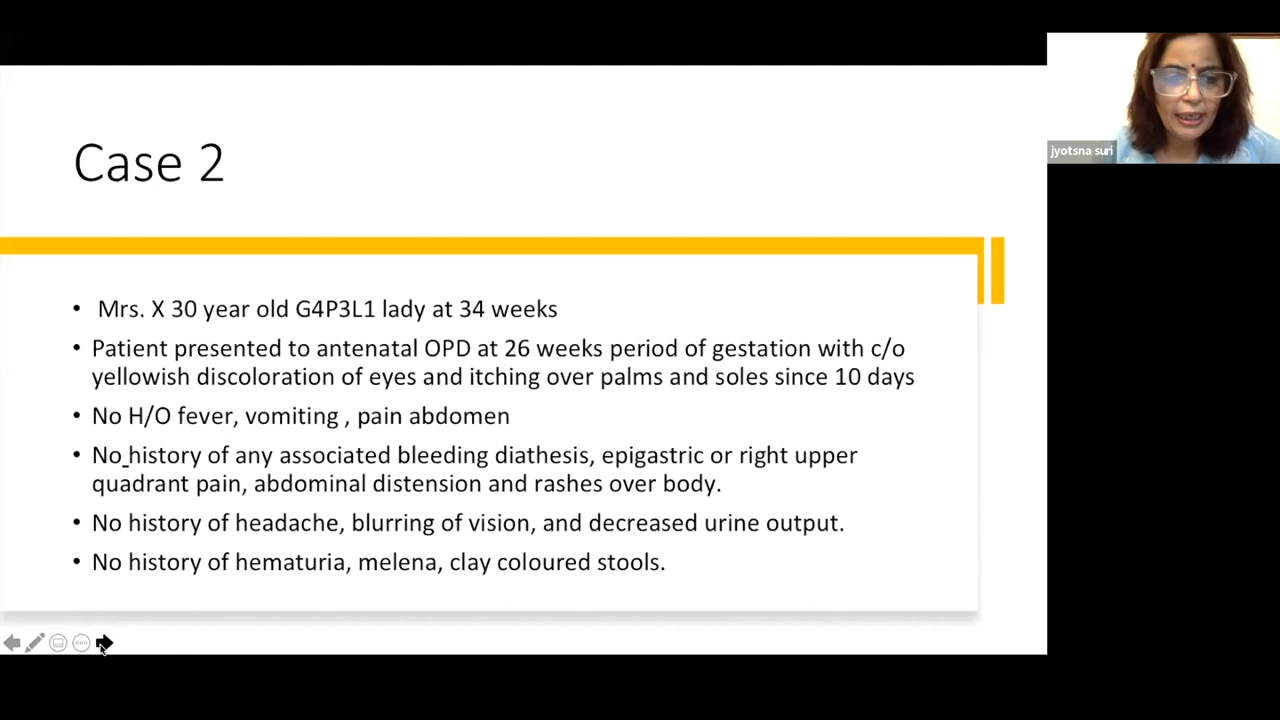 Case 2
• Mrs. X 30 year old G4P3L1 lady at 34 weeks
• Patient presented to antenatal OPD at 26 weeks period of gestation with c/o
yellowish discoloration of eyes and itching over palms and soles since 10 days
• No H/O fever, vomiting , pain abdomen
• No_history of any associated bleeding diathesis, epigastric or right upper
quadrant pain, abdominal distension and rashes over body.
• No history of headache, blurring of vision, and decreased urine output.
• No history of hematuria, melena, clay coloured stools.
jyotsna suri